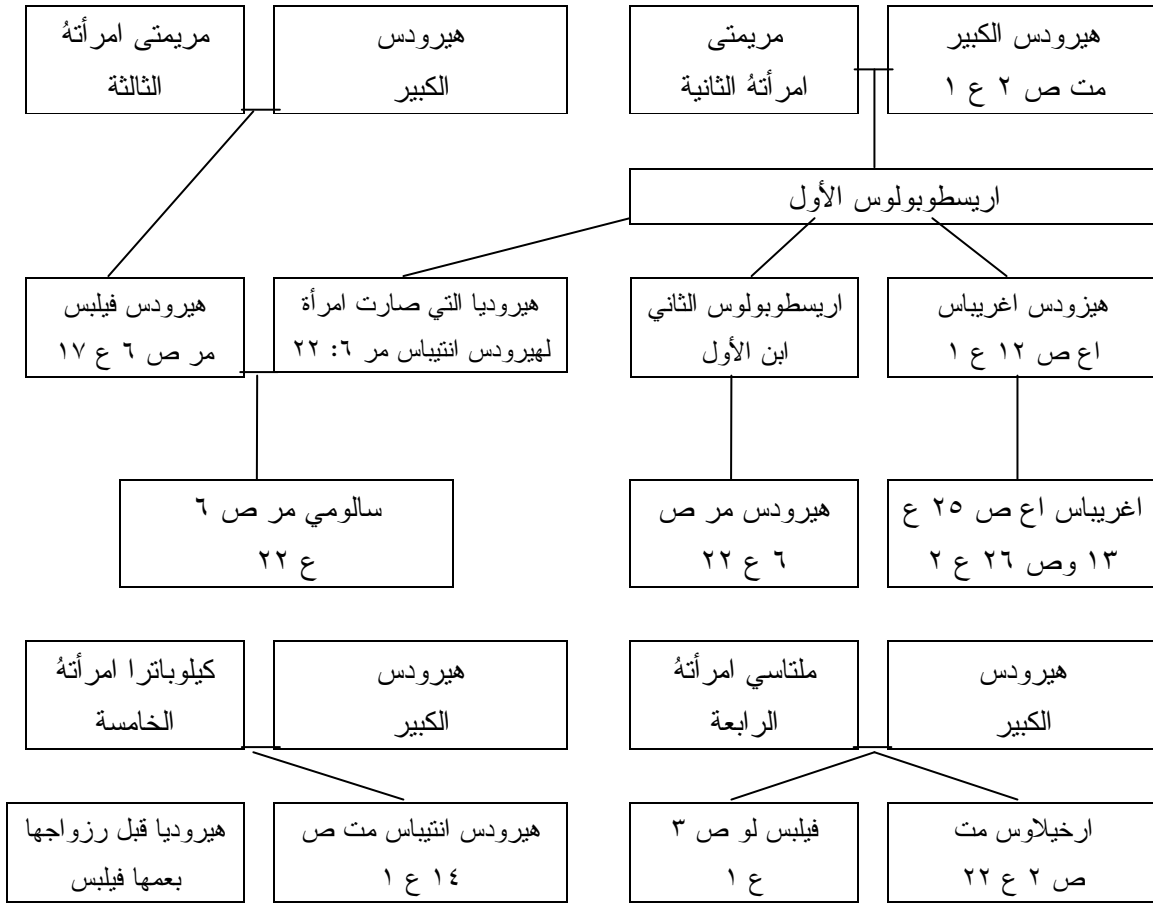 هيرودس الكبير
مت ص ٢ ع ١
مريمتى
امرأتهُ الثانية
هيرودس
الكبير
مريمتى امرأتهُ
الثالثة
اريسطوبولوس الأول
هيزودس اغريباس
اع ص ١٢ ع ١
اريسطوبولوس الثاني
ابن الأول
هيروديا التي صارت امرأة
لهيرودس انتيباس مر ٦: ٢٢
هيرودس فيلبس
مر ص ٦ ع ١٧
اغريباس اع ص ٢٥ ع
١٣ وص ٢٦ ع ٢
هيرودس مر ص
٦ ع ٢٢
سالومي مر ص ٦
ع ٢٢
هيرودس
الكبير
ملتاسي امرأتهُ
الرابعة
هيرودس
الكبير
كيلوباترا امرأتهُ
الخامسة
ارخيلاوس مت
ص ٢ ع ٢٢
فيلبس لو ص ٣
ع ١
هيرودس انتيباس مت ص
١٤ ع ١
هيروديا قبل رزواجها
بعمها فيلبس